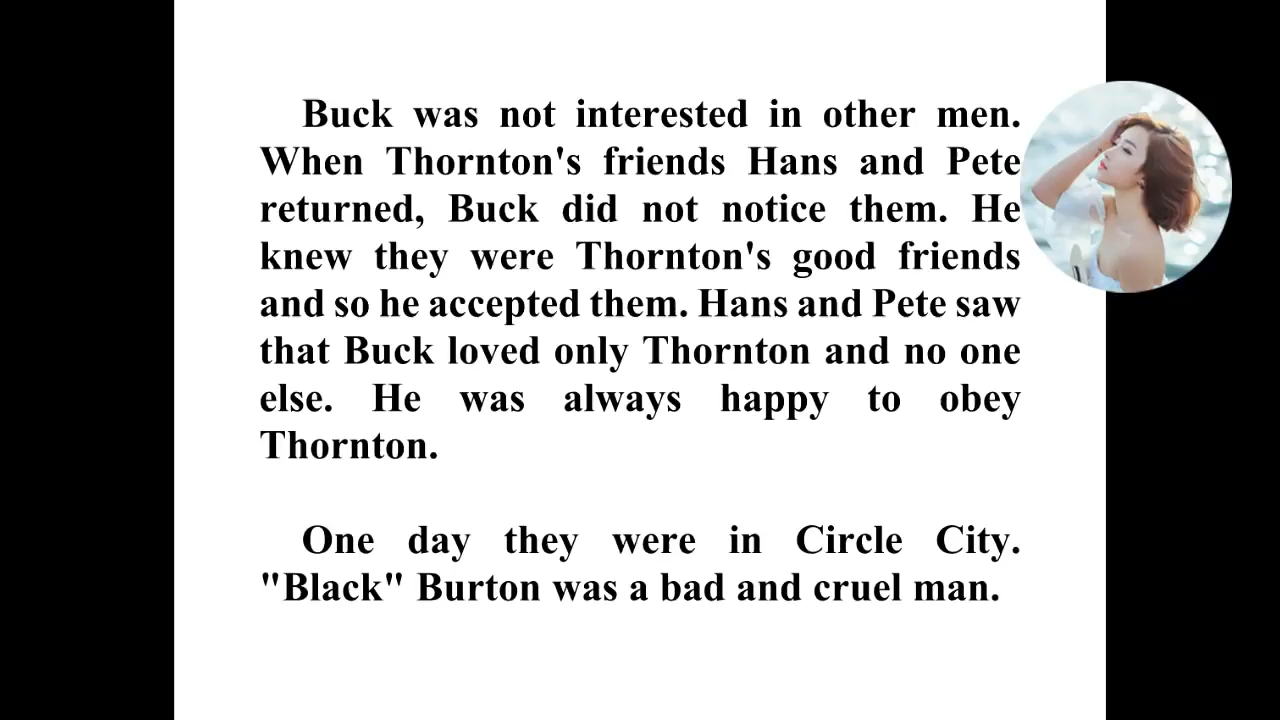 Buck was not interested in other men.
When Thornton's friends Hans and Pete
returned, Buck did not notice them. He
knew they were Thornton's good friends
and so he accepted them. Hans and Pete saw
that Buck loved only Thornton and no one
else. He was always happy to obey
Thornton.
One day they were in Circle City.
"Black" Burton was a bad and cruel man.